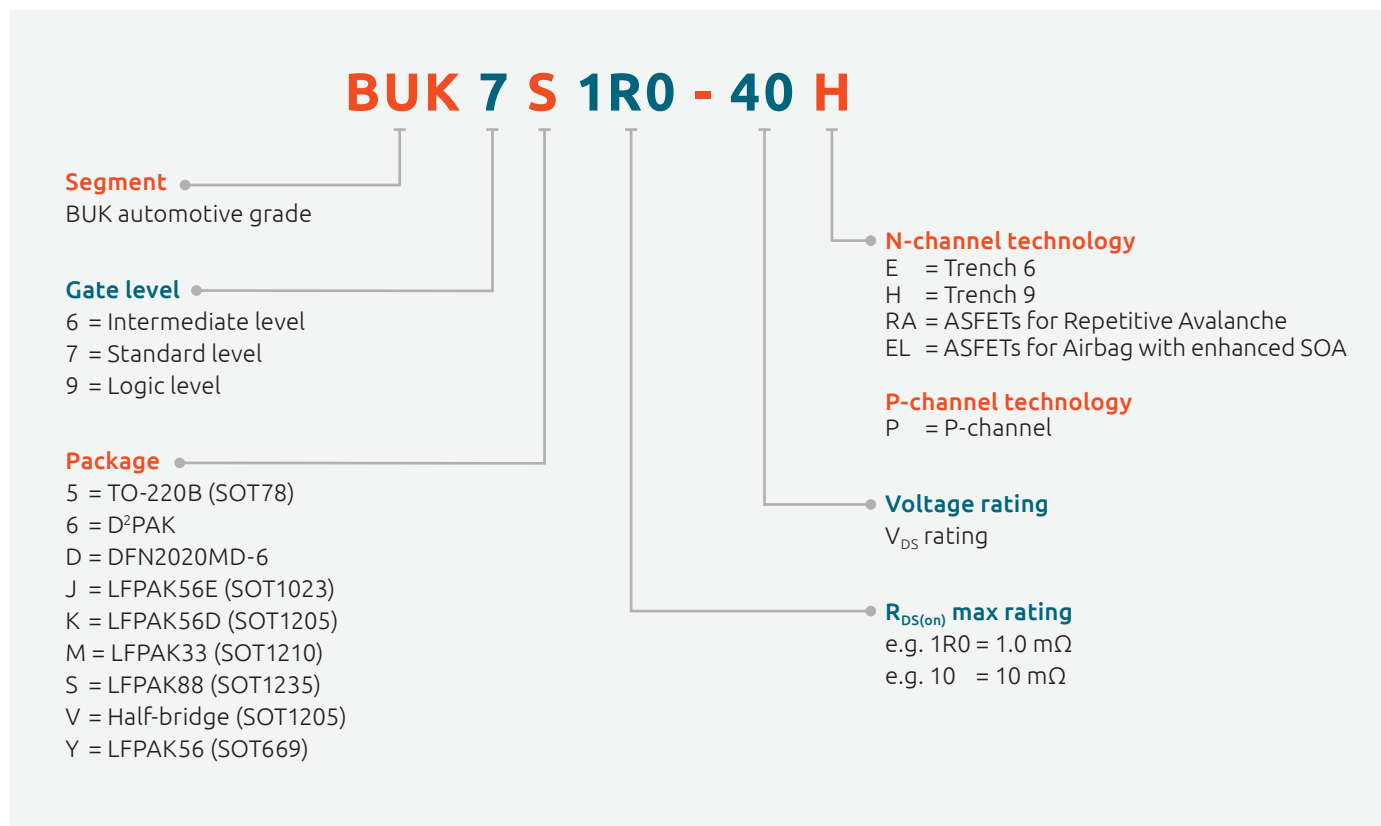 BUK 7 S 1R0 - 40 H
Segment
BUK automotive grade
Gate level
6 = Intermediate level
7 = Standard level
9 = Logic level
Package
5 = TO-220B (SOT78)
6 = D²PAK
D = DFN2020MD-6
J = LFPAK56E (SOT1023)
K = LFPAK56D (SOT1205)
M = LFPAK33 (SOT1210)
S = LFPAK88 (SOT1235)
V = Half-bridge (SOT1205)
Y = LFPAK56 (SOT669)
N-channel technology
E = Trench 6
H = Trench 9
RA = ASFETs for Repetitive Avalanche
EL = ASFETs for Airbag with enhanced SOA
P-channel technology
P = P-channel
Voltage rating
VDS rating
RDS(on) max rating
e.g. 1R0 = 1.0 mΩ
e.g. 10 = 10 mΩ